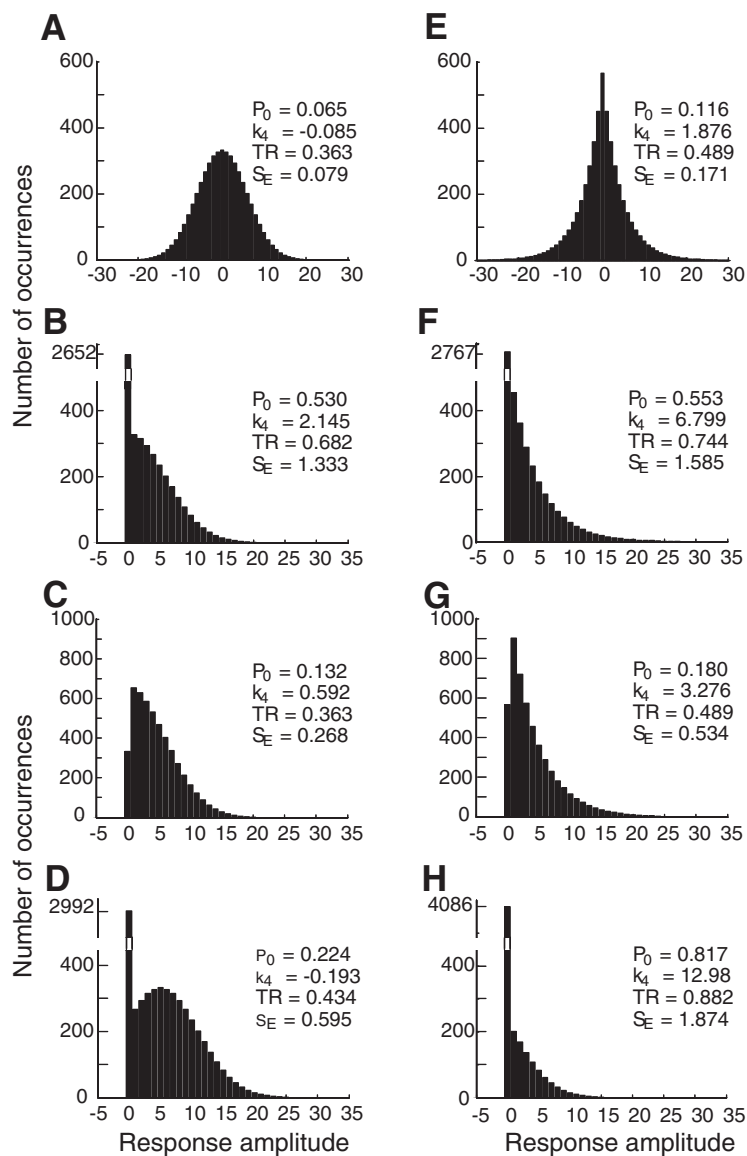 A
Number of occurrences
600
400
200
0
-30 -20 -10 0 10 20 30
P0 = 0.065
k4 = -0.085
TR = 0.363
SE = 0.079
E
600
400
200
0
-30 -20 -10 0 10 20 30
P0 = 0.116
k4 = 1.876
TR = 0.489
SE = 0.171
B
2652
400
200
0
-5 0 5 10 15 20 25 30 35
P0 = 0.530
k4 = 2.145
TR = 0.682
SE = 1.333
F
2767
400
200
0
-5 0 5 10 15 20 25 30 35
P0 = 0.553
k4 = 6.799
TR = 0.744
SE = 1.585
C
Number of occurrences
1000
800
600
400
200
0
-5 0 5 10 15 20 25 30 35
P0 = 0.132
k4 = 0.592
TR = 0.363
SE = 0.268
G
1000
800
600
400
200
0
-5 0 5 10 15 20 25 30 35
P0 = 0.180
k4 = 3.276
TR = 0.489
SE = 0.534
D
2992
400
200
0
-5 0 5 10 15 20 25 30 35
P0 = 0.224
k4 = -0.193
TR = 0.434
SE = 0.595
Response amplitude
H
4086
400
200
0
-5 0 5 10 15 20 25 30 35
P0 = 0.817
k4 = 12.98
TR = 0.882
SE = 1.874
Response amplitude